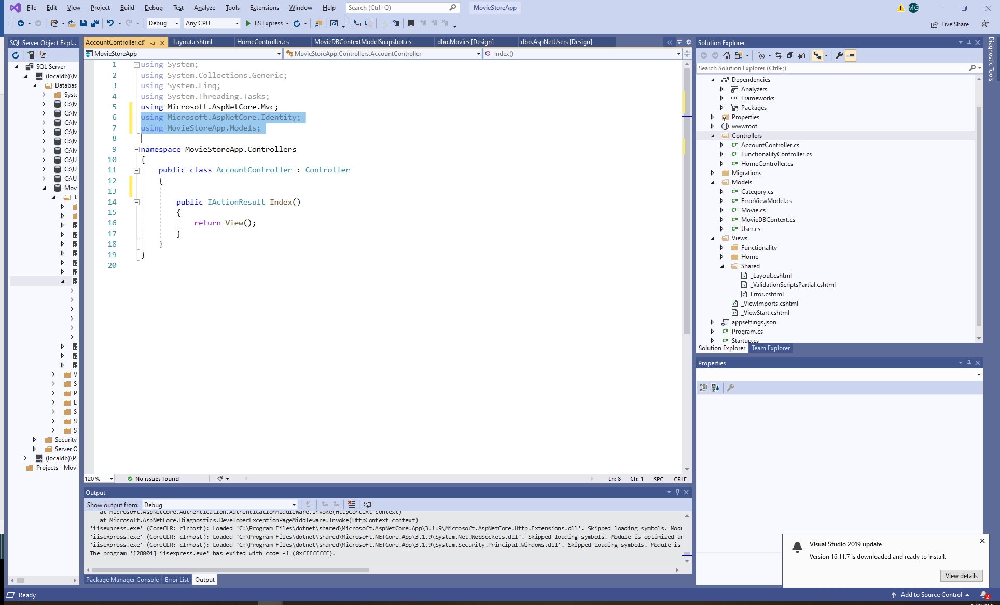 File Edit View Project Build Debug Test Analyze Tools Extensions Window Help Search (Ctrl+Q) MovieStoreApp MG
Debug Any CPU IIS Express Live Share
SQL Server Object Expl...
SQL Server
(localdb)\M
Databas
Syste
C:\M
C:\M
C:\M
C:\M
C:\M
C:\M
C:\U
C:\U
C:\U
Mov
Ta
V
S
P
E
S
S
S
Security
Server O
(localdb)\Pr
Projects - Movi
AccountController.cs* _Layout.cshtml HomeController.cs MovieDBContextModelSnapshot.cs dbo.Movies [Design] dbo.AspNetUsers [Design]
MovieStoreApp MovieStoreApp.Controllers.AccountController Index()
1 using System;
2 using System.Collections.Generic;
3 using System.Linq;
4 using System.Threading.Tasks;
5 using Microsoft.AspNetCore.Mvc;
6 using Microsoft.AspNetCore.Identity;
7 using MovieStoreApp.Models;
8
9 namespace MovieStoreApp.Controllers
10 {
11 public class AccountController : Controller
12 {
13
14 public IActionResult Index()
15 {
16 return View();
17 }
18 }
19 }
20
120 % No issues found Ln: 8 Ch: 1 SPC CRLF
Output
Show output from: Debug
at Microsoft.AspNetCore.Authentication.AuthenticationMiddleware.Invoke(HttpContext context)
at Microsoft.AspNetCore.Diagnostics.DeveloperExceptionPageMiddleware.Invoke(HttpContext context)
'iisexpress.exe' (CoreCLR: clrhost): Loaded 'C:\Program Files\dotnet\shared\Microsoft.AspNetCore.App\3.1.9\Microsoft.AspNetCore.Http.Extensions.dll'. Skipped loading symbols. Modu
'iisexpress.exe' (CoreCLR: clrhost): Loaded 'C:\Program Files\dotnet\shared\Microsoft.NETCore.App\3.1.9\System.Net.WebSockets.dll'. Skipped loading symbols. Module is optimized an
'iisexpress.exe' (CoreCLR: clrhost): Loaded 'C:\Program Files\dotnet\shared\Microsoft.NETCore.App\3.1.9\System.Security.Principal.Windows.dll'. Skipped loading symbols. Module is
The program '[28004] iisexpress.exe' has exited with code -1 (0xffffffff).
Package Manager Console Error List Output
Solution Explorer
Search Solution Explorer (Ctrl+;)
Dependencies
Analyzers
Frameworks
Packages
Properties
wwwroot
Controllers
AccountController.cs
FunctionalityController.cs
HomeController.cs
Migrations
Models
Category.cs
ErrorViewModel.cs
Movie.cs
MovieDBContext.cs
User.cs
Views
Functionality
Home
Shared
_Layout.cshtml
_ValidationScriptsPartial.cshtml
Error.cshtml
_ViewImports.cshtml
_ViewStart.cshtml
appsettings.json
Program.cs
Startup.cs
Solution Explorer Team Explorer
Properties
Diagnostic Tools
Visual Studio 2019 update
Version 16.11.7 is downloaded and ready to install.
View details
Ready Add to Source Control 2